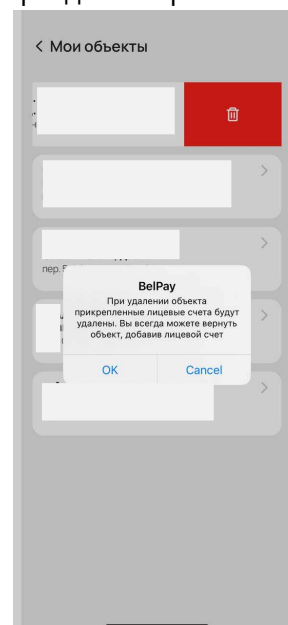 < Мои объекты
пер.
BelPay
При удалении объекта
прикрепленные лицевые счета будут
удалены. Вы всегда можете вернуть
объект, добавив лицевой счет
OK
Cancel